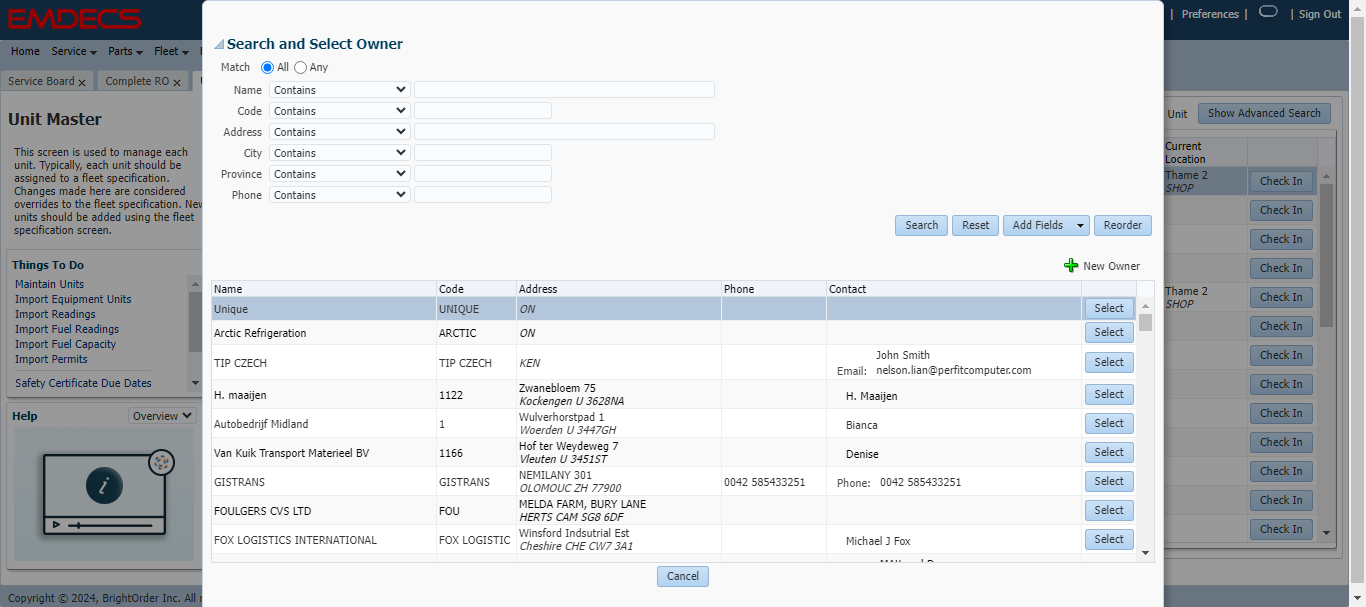 EMDECS
| Preferences | | Sign Out
Home Service Parts Fleet
Service Board x Complete RO x
Unit Master
This screen is used to manage each
unit. Typically, each unit should be
assigned to a fleet specification.
Changes made here are considered
overrides to the fleet specification. New
units should be added using the fleet
specification screen.
Things To Do
Maintain Units
Import Equipment Units
Import Readings
Import Fuel Readings
Import Fuel Capacity
Import Permits
Safety Certificate Due Dates
Help Overview
i
Copyright © 2024, BrightOrder Inc. All
Search and Select Owner
Match All Any
Name Contains
Code Contains
Address Contains
City Contains
Province Contains
Phone Contains
Search Reset Add Fields Reorder
New Owner
Name Code Address Phone Contact
Unique UNIQUE ON Select
Arctic Refrigeration ARCTIC ON Select
TIP CZECH TIP CZECH KEN John Smith Select
Email: nelson.lian@perfitcomputer.com
H. maaijen 1122 Zwanebloem 75 H. Maaijen Select
Kockengen U 3628NA
Autobedrijf Midland 1 Wulverhorstpad 1 Bianca Select
Woerden U 3447GH
Van Kuik Transport Materieel BV 1166 Hof ter Weydeweg 7 Denise Select
Vleuten U 3451ST
GISTRANS GISTRANS NEMILANY 301 0042 585433251 Phone: 0042 585433251 Select
OLOMOUC ZH 77900
FOULGERS CVS LTD FOU MELDA FARM, BURY LANE Select
HERTS CAM SG8 6DF
FOX LOGISTICS INTERNATIONAL FOX LOGISTIC Winsford Indsutrial Est Michael J Fox Select
Cheshire CHE CW7 3A1
Cancel
Unit Show Advanced Search
Current
Location
Thame 2
SHOP
Check In
Check In
Check In
Check In
Thame 2
SHOP
Check In
Check In
Check In
Check In
Check In
Check In
Check In
Check In
Check In